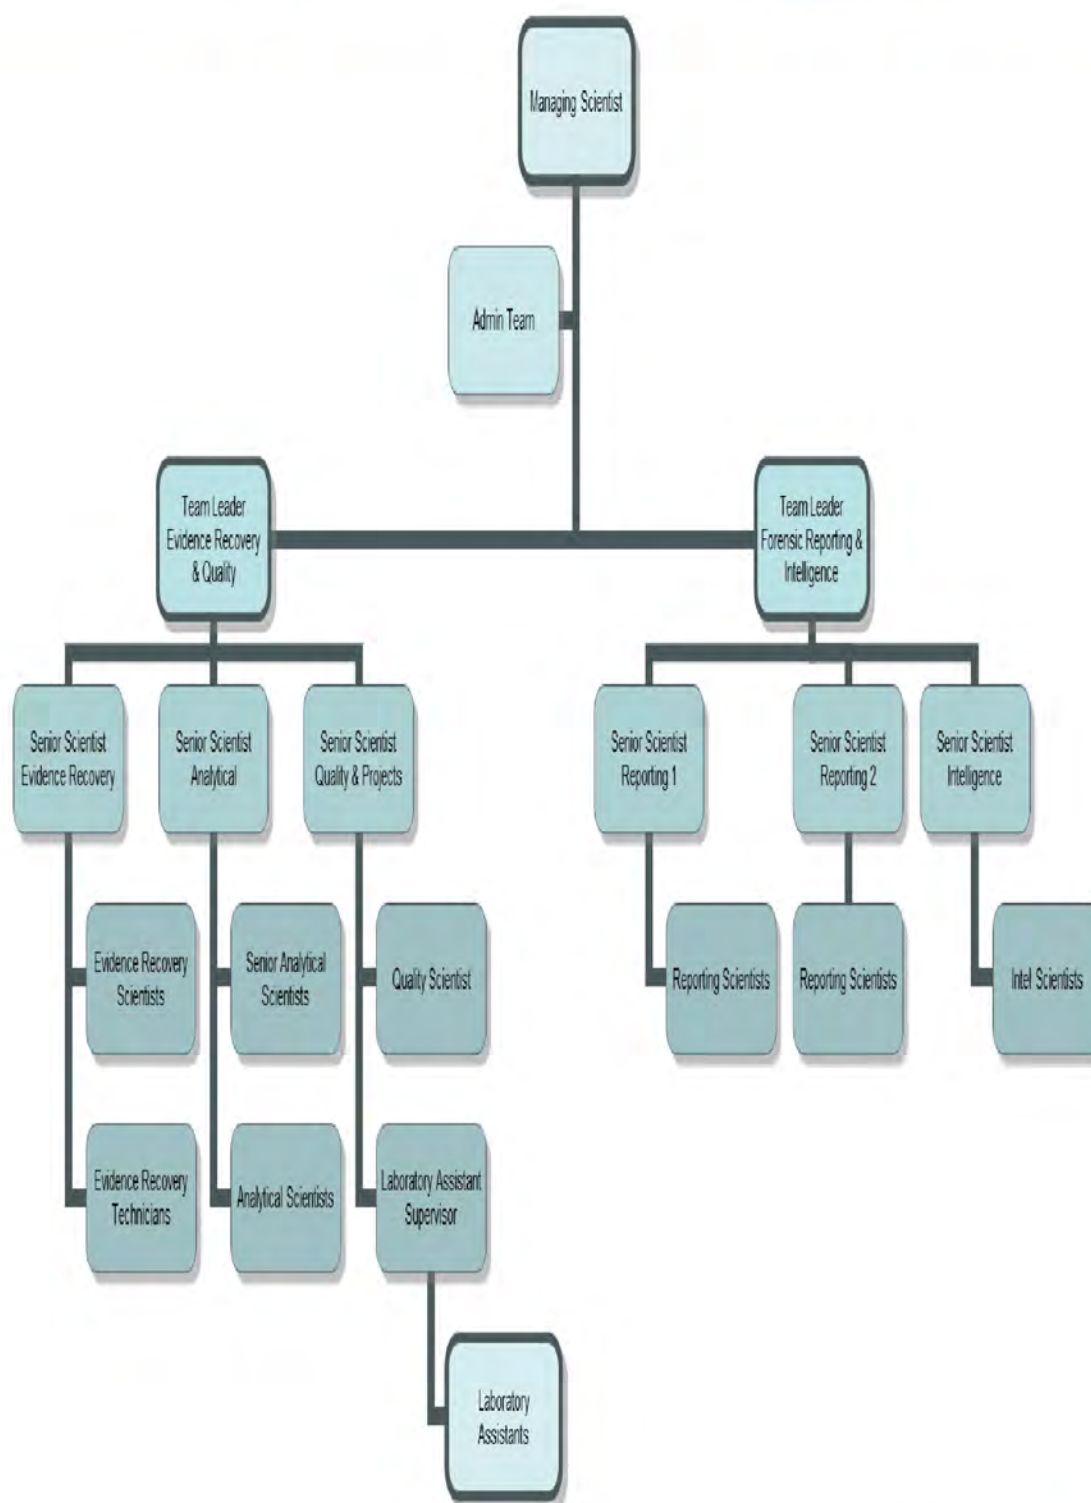 Managing Scientist
Admin Team
Team Leader
Evidence Recovery
& Quality
Team Leader
Forensic Reporting &
Intelligence
Senior Scientist
Evidence Recovery
Senior Scientist
Analytical
Senior Scientist
Quality & Projects
Senior Scientist
Reporting 1
Senior Scientist
Reporting 2
Senior Scientist
Intelligence
Evidence Recovery
Scientists
Senior Analytical
Scientists
Quality Scientist
Reporting Scientists
Reporting Scientists
Intel Scientists
Evidence Recovery
Technicians
Analytical Scientists
Laboratory Assistant
Supervisor
Laboratory
Assistants